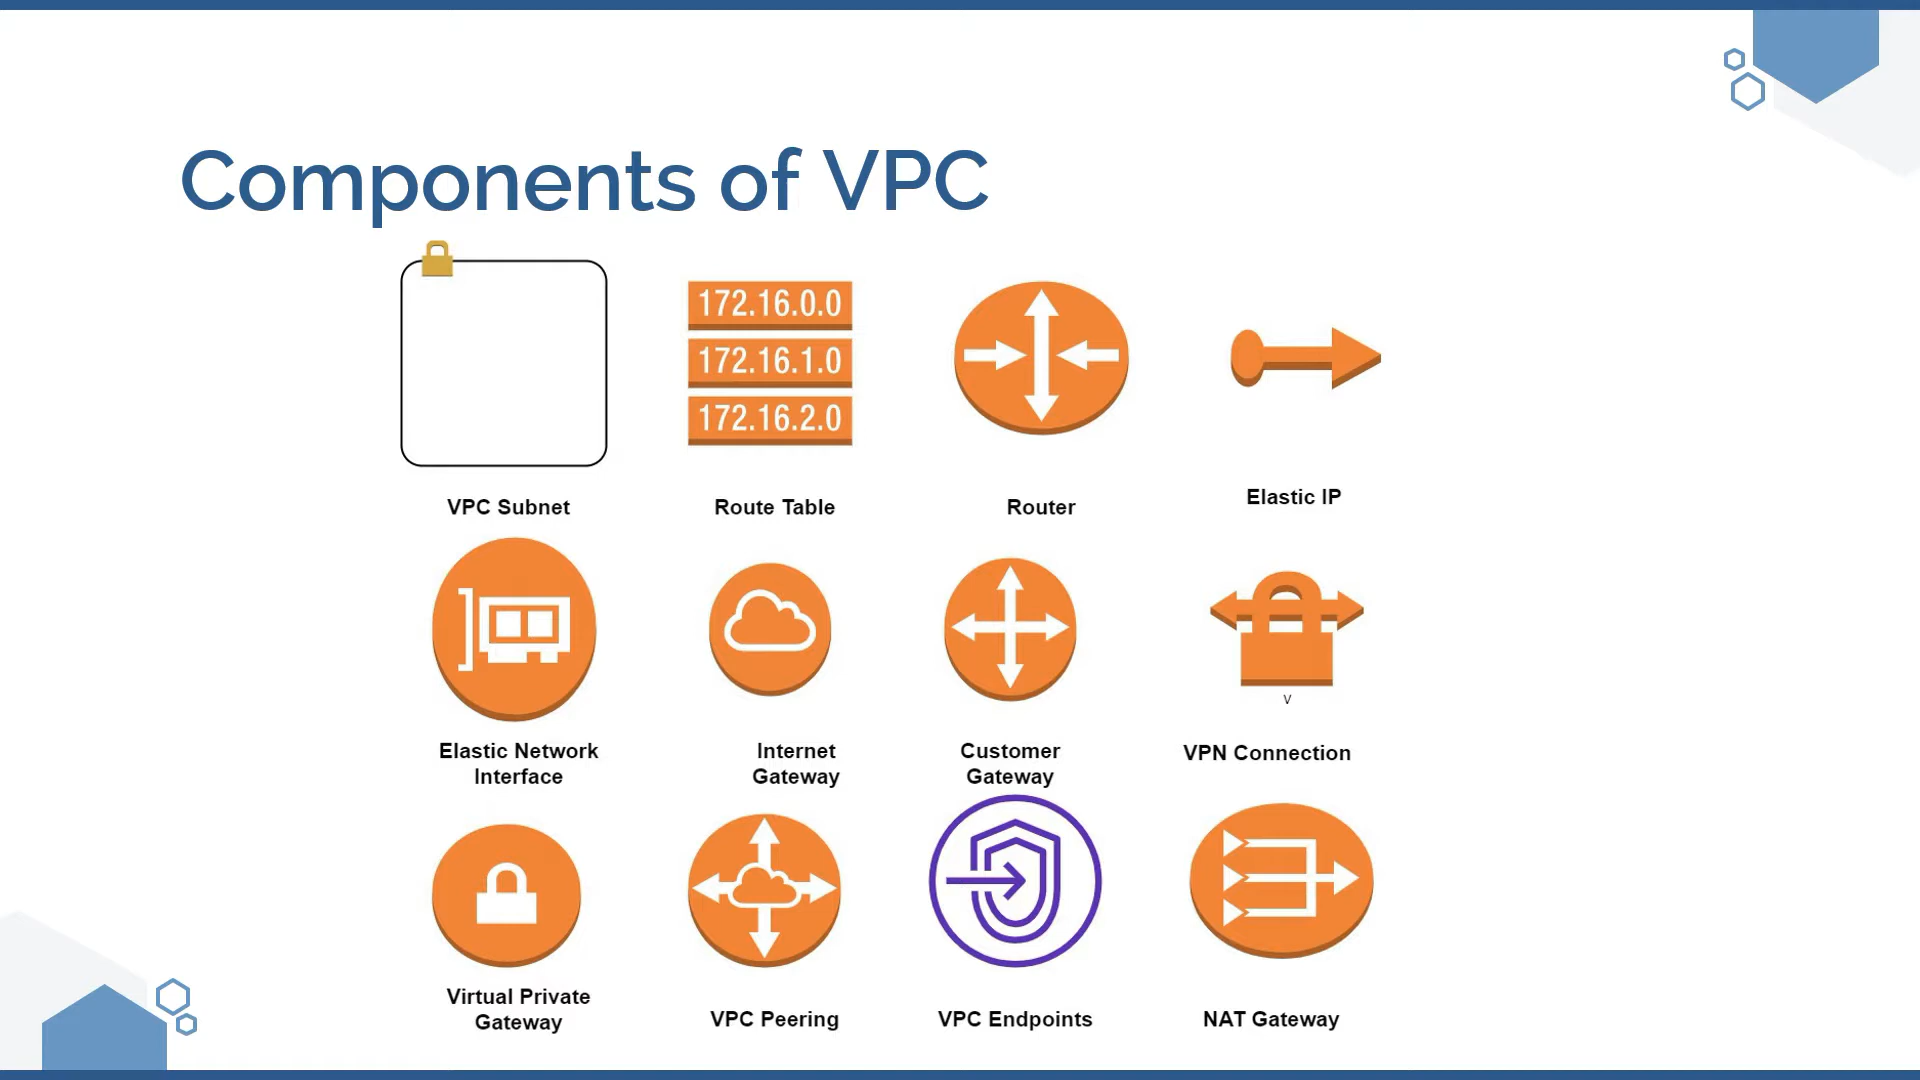 Components of VPC
172.16.0.0
172.16.1.0
172.16.2.0
VPC Subnet
Route Table
Router
Elastic IP
V
Elastic Network
Interface
Internet
Gateway
Customer
Gateway
VPN Connection
Virtual Private
Gateway
VPC Peering
VPC Endpoints
NAT Gateway